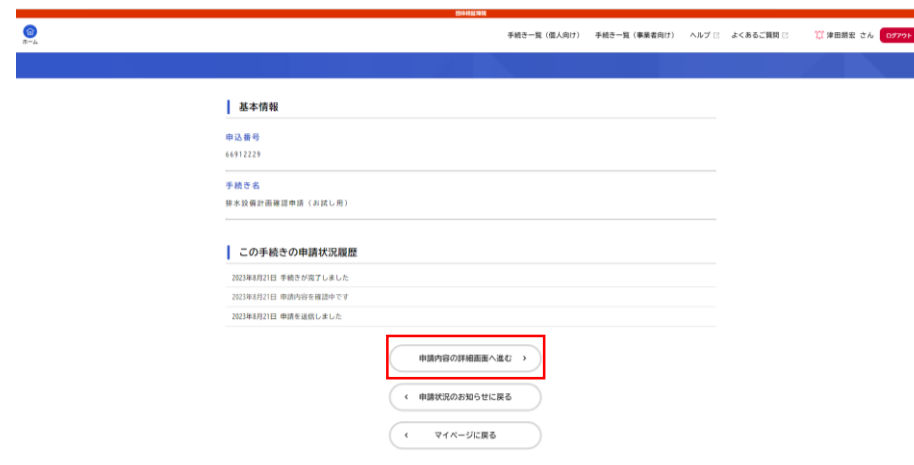 団体検証環境
ホーム
手続き一覧（個人向け） 手続き一覧（事業者向け） ヘルプ よくあるご質問 津田朋宏 さん ログアウト
基本情報
申込番号
66912229
手続き名
排水設備計画確認申請（お試し用）
この手続きの申請状況履歴
2023年8月21日 手続きが完了しました
2023年8月21日 申請内容を確認中です
2023年8月21日 申請を送信しました
申請内容の詳細画面へ進む ›
‹ 申請状況のお知らせに戻る
‹ マイページに戻る